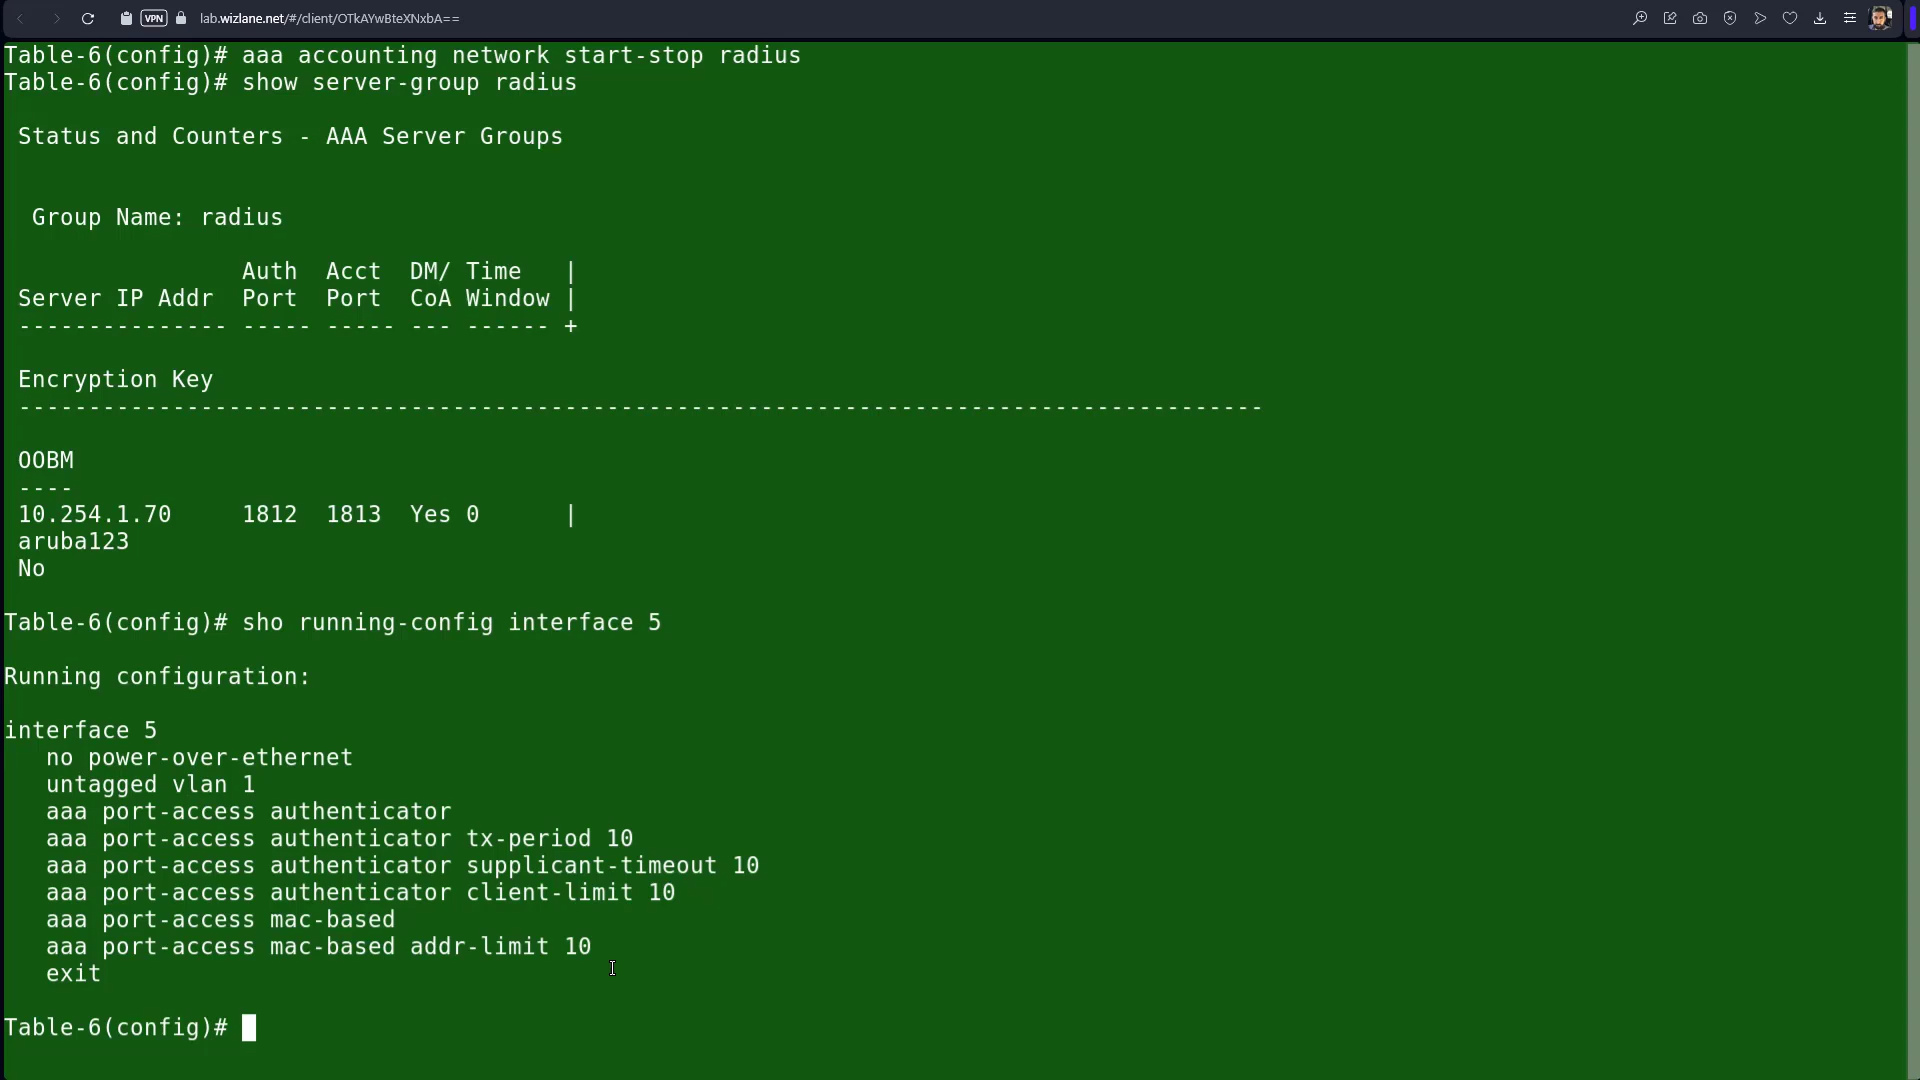 VPN lab.wizlane.net/#/client/OTkAYwBteXNxbA==
Table-6(config)# aaa accounting network start-stop radius
Table-6(config)# show server-group radius
Status and Counters - AAA Server Groups
Group Name: radius
Auth Acct DM/ Time |
Server IP Addr Port Port CoA Window |
--------------- ----- ----- --- ------ +
Encryption Key
-----------------------------------------------------------------------------------------
OOBM
----
10.254.1.70 1812 1813 Yes 0 |
aruba123
No
Table-6(config)# sho running-config interface 5
Running configuration:
interface 5
no power-over-ethernet
untagged vlan 1
aaa port-access authenticator
aaa port-access authenticator tx-period 10
aaa port-access authenticator supplicant-timeout 10
aaa port-access authenticator client-limit 10
aaa port-access mac-based
aaa port-access mac-based addr-limit 10
exit
Table-6(config)#